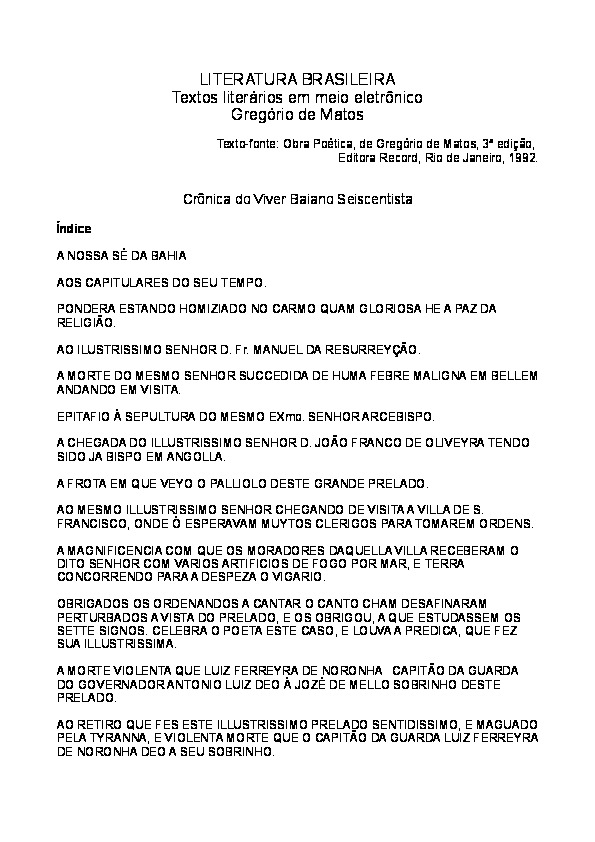 LITERATURA BRASILEIRA
Textos literários em meio eletrônico
Gregório de Matos
Texto-fonte: Obra Poética, de Gregório de Matos, 3ª edição,
Editora Record, Rio de Janeiro, 1992.
Crônica do Viver Baiano Seiscentista
Índice
A NOSSA SÉ DA BAHIA
AOS CAPITULARES DO SEU TEMPO.
PONDERA ESTANDO HOMIZIADO NO CARMO QUAM GLORIOSA HE A PAZ DA
RELIGIÃO.
AO ILUSTRISSIMO SENHOR D. Fr. MANUEL DA RESURREYÇÃO.
A MORTE DO MESMO SENHOR SUCCEDIDA DE HUMA FEBRE MALIGNA EM BELLEM
ANDANDO EM VISITA.
EPITAFIO À SEPULTURA DO MESMO EXmo. SENHOR ARCEBISPO.
A CHEGADA DO ILLUSTRISSIMO SENHOR D. JOÃO FRANCO DE OLIVEYRA TENDO
SIDO JA BISPO EM ANGOLLA.
A FROTA EM QUE VEYO O PALLIOLO DESTE GRANDE PRELADO.
AO MESMO ILLUSTRISSIMO SENHOR CHEGANDO DE VISITA A VILLA DE S.
FRANCISCO, ONDE Ô ESPERAVAM MUYTOS CLERIGOS PARA TOMAREM ORDENS.
A MAGNIFICENCIA COM QUE OS MORADORES DAQUELLA VILLA RECEBERAM O
DITO SENHOR COM VARIOS ARTIFICIOS DE FOGO POR MAR, E TERRA
CONCORRENDO PARA A DESPEZA O VIGARIO.
OBRIGADOS OS ORDENANDOS A CANTAR O CANTO CHAM DESAFINARAM
PERTURBADOS A VISTA DO PRELADO, E OS OBRIGOU, A QUE ESTUDASSEM OS
SETTE SIGNOS. CELEBRA O POETA ESTE CASO, E LOUVA A PREDICA, QUE FEZ
SUA ILLUSTRISSIMA.
A MORTE VIOLENTA QUE LUIZ FERREYRA DE NORONHA CAPITÃO DA GUARDA
DO GOVERNADOR ANTONIO LUIZ DEO À JOZÉ DE MELLO SOBRINHO DESTE
PRELADO.
AO RETIRO QUE FES ESTE ILLUSTRISSIMO PRELADO SENTIDISSIMO, E MAGUADO
PELA TYRANNA, E VIOLENTA MORTE QUE O CAPITÃO DA GUARDA LUIZ FERREYRA
DE NORONHA DEO A SEU SOBRINHO.